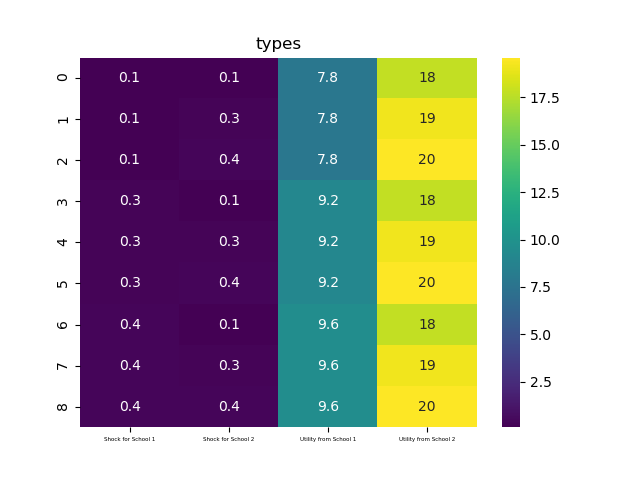 types
0 0.1 0.1 7.8 18
1 0.1 0.3 7.8 19
2 0.1 0.4 7.8 20
3 0.3 0.1 9.2 18
4 0.3 0.3 9.2 19
5 0.3 0.4 9.2 20
6 0.4 0.1 9.6 18
7 0.4 0.3 9.6 19
8 0.4 0.4 9.6 20
Shock for School 1 Shock for School 2 Utility from School 1 Utility from School 2
17.5
15.0
12.5
10.0
7.5
5.0
2.5